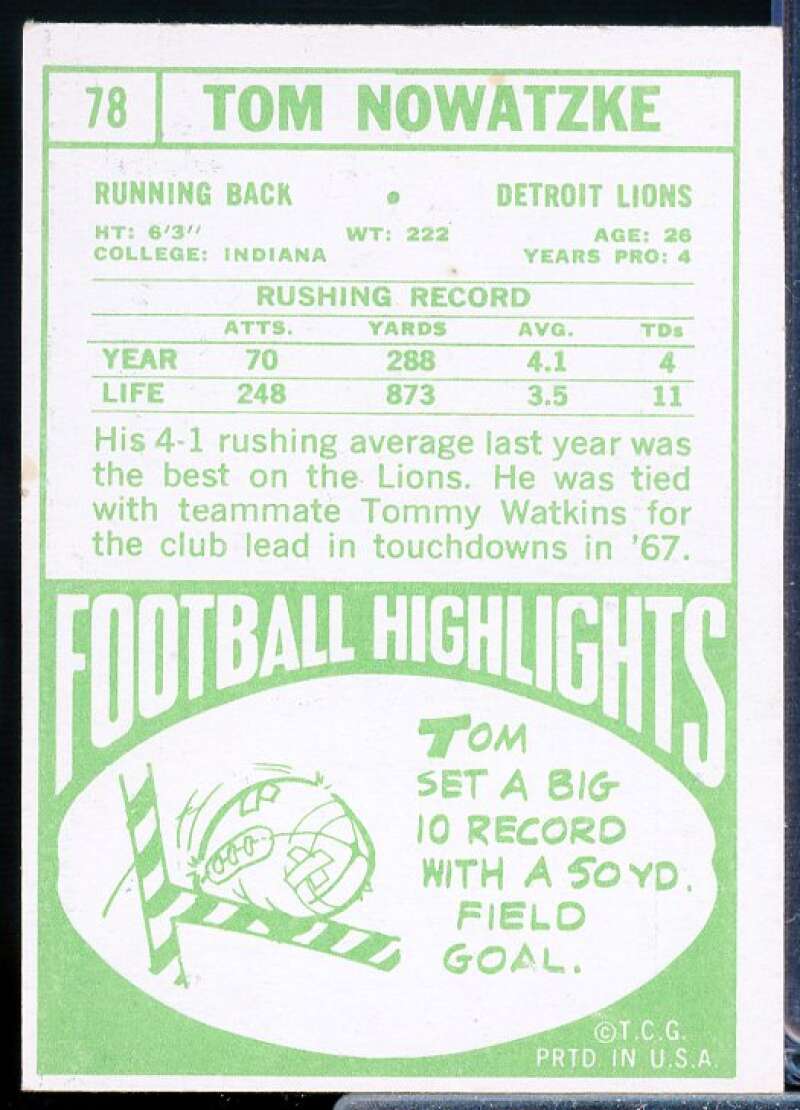 78 TOM NOWATZKE
RUNNING BACK • DETROIT LIONS
HT: 6'3" WT: 222 AGE: 26
COLLEGE: INDIANA YEARS PRO: 4
RUSHING RECORD
ATTS. YARDS AVG. TDs
YEAR 70 288 4.1 4
LIFE 248 873 3.5 11
His 4-1 rushing average last year was
the best on the Lions. He was tied
with teammate Tommy Watkins for
the club lead in touchdowns in '67.
FOOTBALL HIGHLIGHTS
TOM
SET A BIG
10 RECORD
WITH A 50 YD.
FIELD
GOAL.
©T.C.G.
PRTD. IN U.S.A.